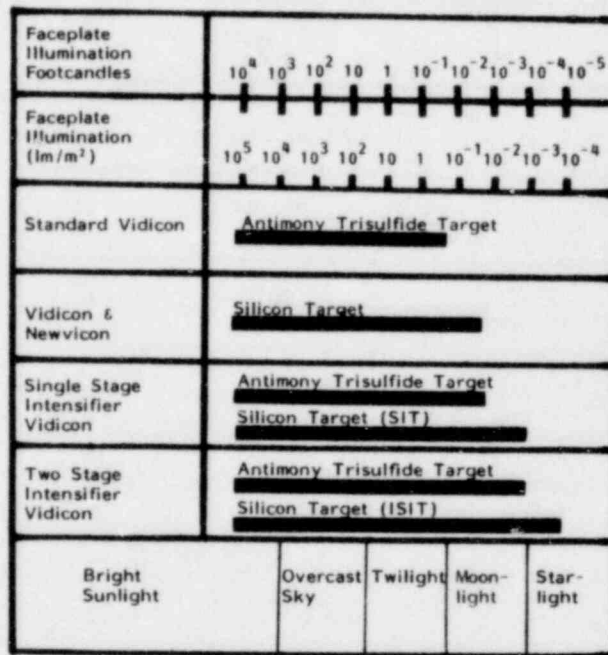 Faceplate
Illumination
Footcandles
10⁴ 10³ 10² 10 1 10⁻¹ 10⁻² 10⁻³ 10⁻⁴ 10⁻⁵
Faceplate
Illumination
(lm/m²)
10⁵ 10⁴ 10³ 10² 10 1 10⁻¹ 10⁻² 10⁻³ 10⁻⁴
Standard Vidicon
Antimony Trisulfide Target
Vidicon &
Newvicon
Silicon Target
Single Stage
Intensifier
Vidicon
Antimony Trisulfide Target
Silicon Target (SIT)
Two Stage
Intensifier
Vidicon
Antimony Trisulfide Target
Silicon Target (ISIT)
Bright
Sunlight
Overcast
Sky
Twilight
Moon-
light
Star-
light